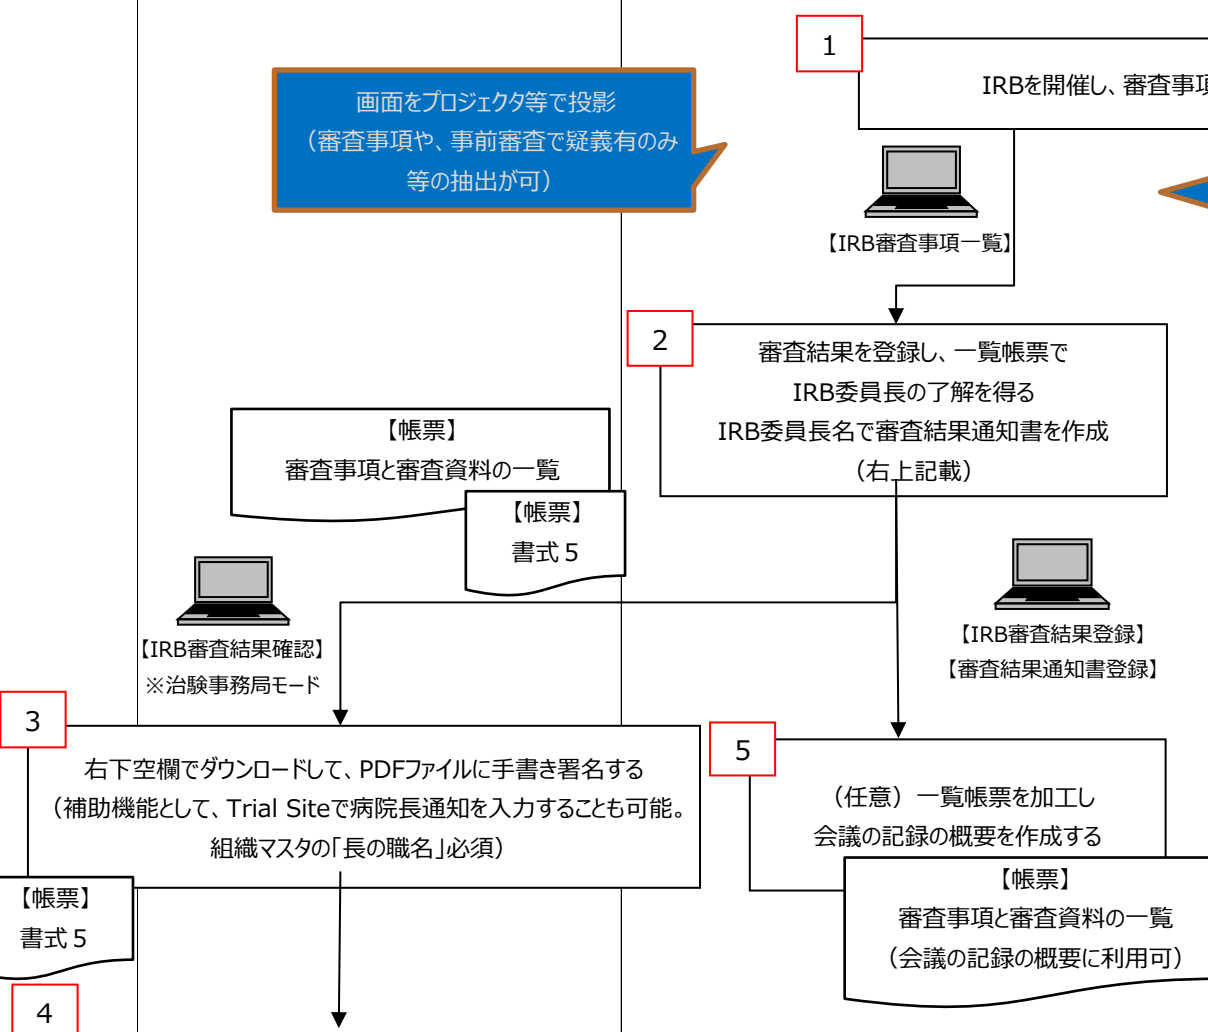 1
IRBを開催し、審査事項
画面をプロジェクタ等で投影
（審査事項や、事前審査で疑義有のみ
等の抽出が可）
【IRB審査事項一覧】
2
審査結果を登録し、一覧帳票で
IRB委員長の了解を得る
IRB委員長名で審査結果通知書を作成
（右上記載）
【帳票】
審査事項と審査資料の一覧
【帳票】
書式５
【IRB審査結果確認】
※治験事務局モード
【IRB審査結果登録】
【審査結果通知書登録】
3
右下空欄でダウンロードして、PDFファイルに手書き署名する
（補助機能として、Trial Siteで病院長通知を入力することも可能。
組織マスタの「長の職名」必須）
【帳票】
書式５
4
5
（任意）一覧帳票を加工し
会議の記録の概要を作成する
【帳票】
審査事項と審査資料の一覧
（会議の記録の概要に利用可）